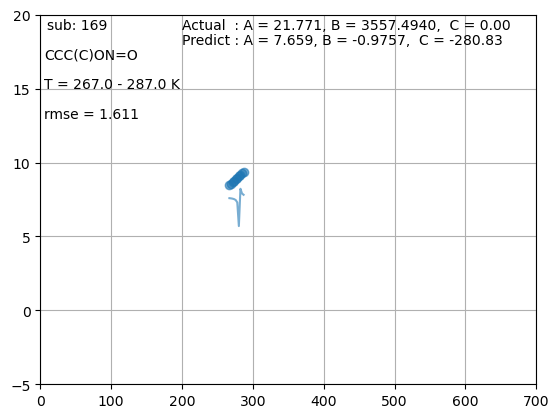 sub: 169
Actual  : A = 21.771, B = 3557.4940,  C = 0.00
Predict : A = 7.659, B = -0.9757,  C = -280.83
CCC(C)ON=O
T = 267.0 - 287.0 K
rmse = 1.611
20
15
10
5
0
−5
0 100 200 300 400 500 600 700